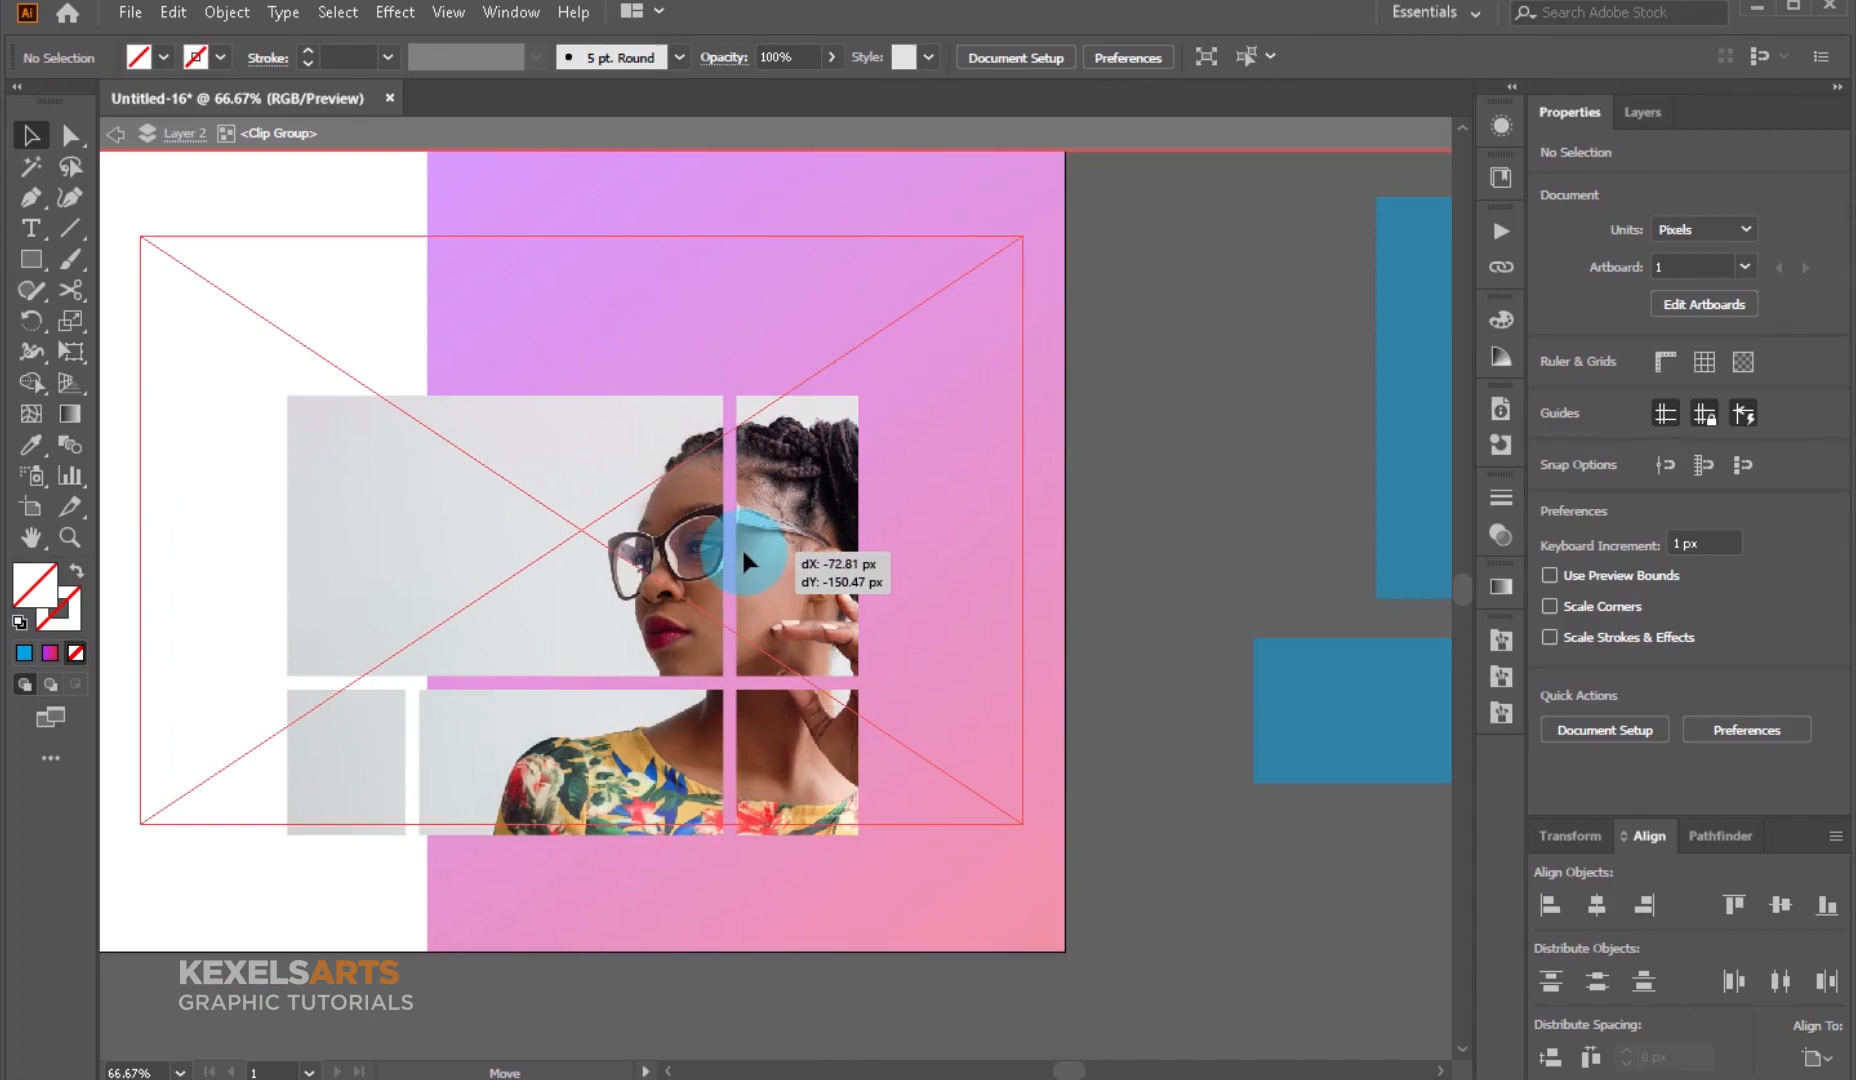 Ai File Edit Object Type Select Effect View Window Help Essentials Search Adobe Stock
No Selection Stroke: 5 pt. Round Opacity: 100% Style: Document Setup Preferences
Untitled-16* @ 66.67% (RGB/Preview) ×
Layer 2 <Clip Group>
Properties Layers
No Selection
Document
Units: Pixels
Artboard: 1
Edit Artboards
Ruler & Grids
Guides
Snap Options
Preferences
Keyboard Increment: 1 px
Use Preview Bounds
Scale Corners
Scale Strokes & Effects
Quick Actions
Document Setup Preferences
Transform Align Pathfinder
Align Objects:
Distribute Objects:
Distribute Spacing: Align To:
0 px
dX: -72.81 px
dY: -150.47 px
KEXELSARTS
GRAPHIC TUTORIALS
66.67% 1 Move